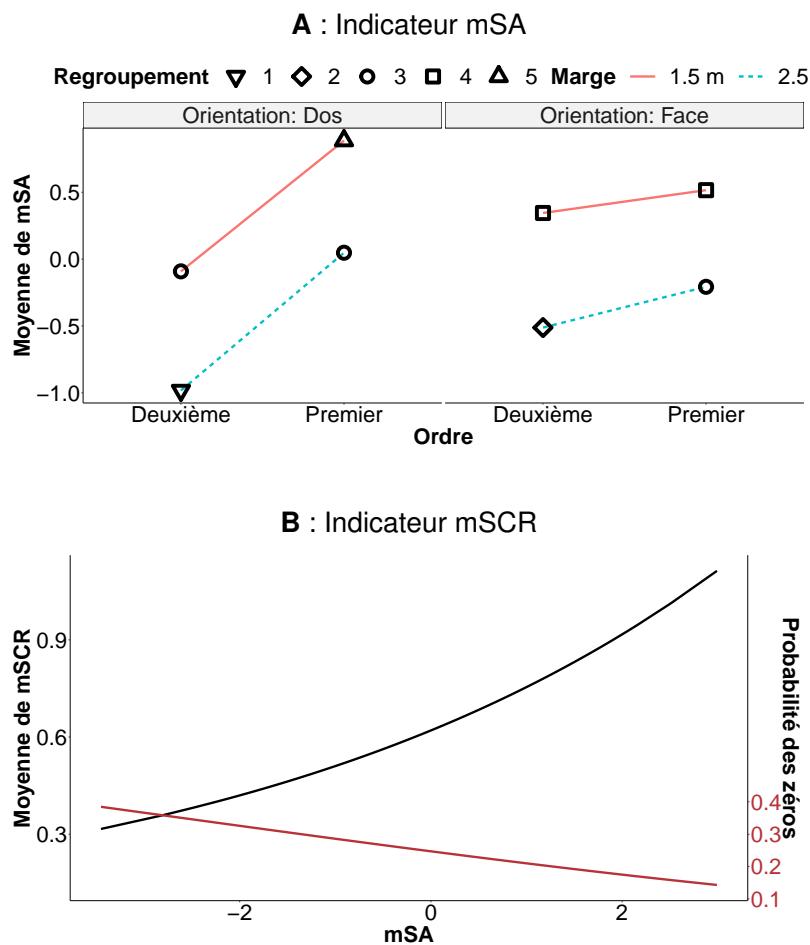 A : Indicateur mSA
Regroupement 1 2 3 4 5 Marge 1.5 m 2.5
Orientation: Dos Orientation: Face
Moyenne de mSA
0.5
0.0
−0.5
−1.0
Deuxième Premier Deuxième Premier
Ordre
B : Indicateur mSCR
Moyenne de mSCR
0.9
0.6
0.3
Probabilité des zéros
0.4
0.3
0.2
0.1
−2 0 2
mSA